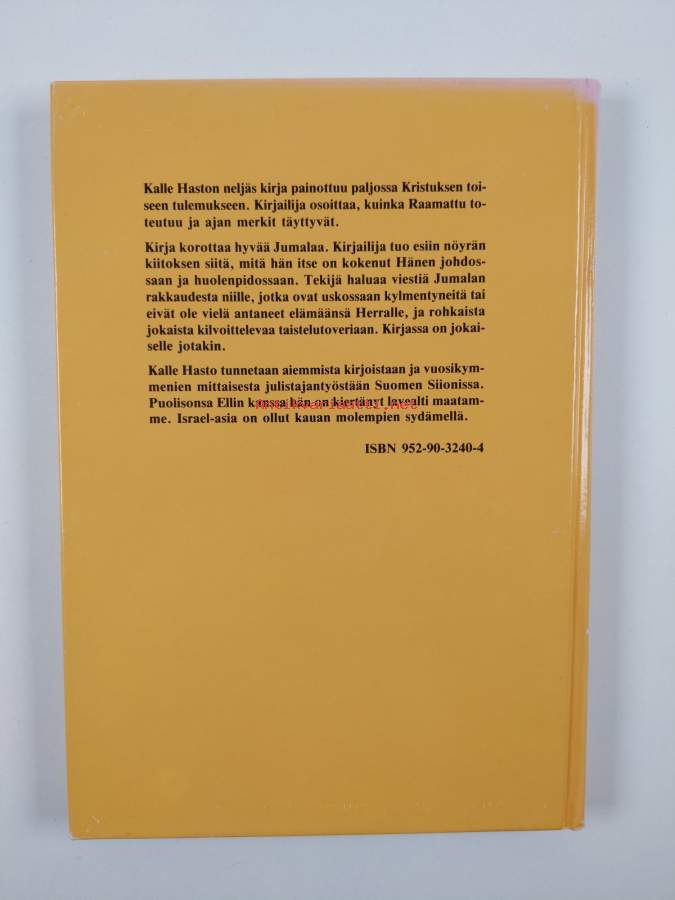 Kalle Haston neljäs kirja painottuu paljossa Kristuksen toi-
seen tulemukseen. Kirjailija osoittaa, kuinka Raamattu to-
teutuu ja ajan merkit täyttyvät.
Kirja korottaa hyvää Jumalaa. Kirjailija tuo esiin nöyrän
kiitoksen siitä, mitä hän itse on kokenut Hänen johdos-
saan ja huolenpidossaan. Tekijä haluaa viestiä Jumalan
rakkaudesta niille, jotka ovat uskossaan kylmentyneitä tai
eivät ole vielä antaneet elämäänsä Herralle, ja rohkaista
jokaista kilvoittelevaa taistelutoveriaan. Kirjassa on jokai-
selle jotakin.
Kalle Hasto tunnetaan aiemmista kirjoistaan ja vuosikym-
menien mittaisesta julistajantyöstään Suomen Siionissa.
Puolisonsa Ellin kanssa hän on kiertänyt lavealti maatam-
me. Israel-asia on ollut kauan molempien sydämellä.
Antikvariaatti.net
ISBN 952-90-3240-4